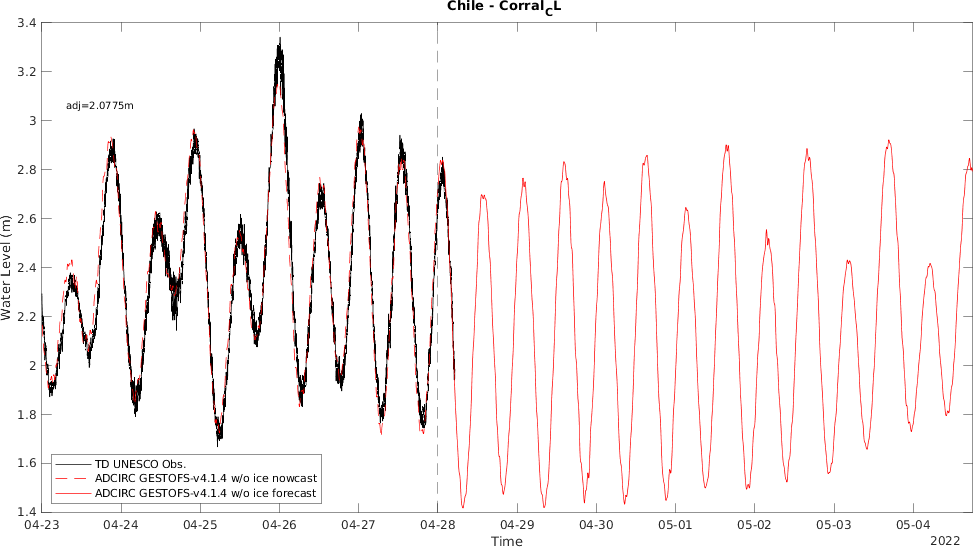 Chile - Corral_CL
3.4
3.2
3
2.8
2.6
2.4
2.2
2
1.8
1.6
1.4
Water Level (m)
adj=2.0775m
TD UNESCO Obs.
ADCIRC GESTOFS-v4.1.4 w/o ice nowcast
ADCIRC GESTOFS-v4.1.4 w/o ice forecast
04-23 04-24 04-25 04-26 04-27 04-28 04-29 04-30 05-01 05-02 05-03 05-04
Time
2022